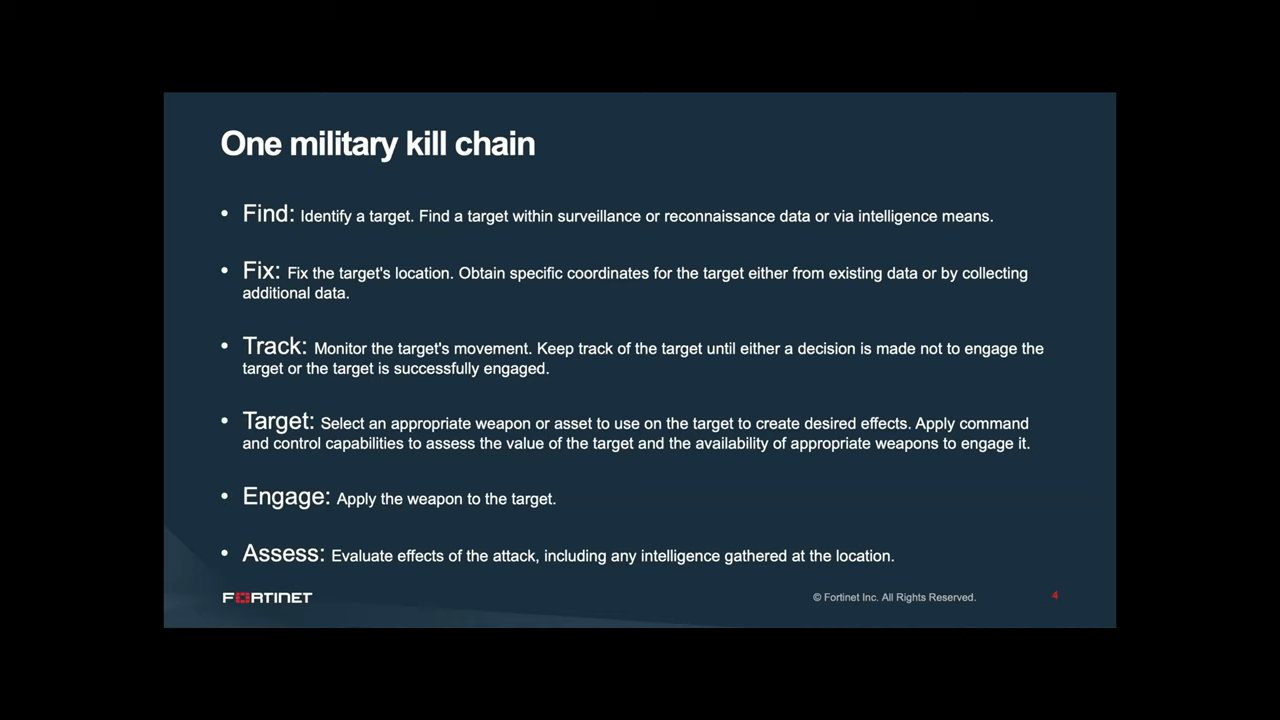 One military kill chain
• Find: Identify a target. Find a target within surveillance or reconnaissance data or via intelligence means.
• Fix: Fix the target's location. Obtain specific coordinates for the target either from existing data or by collecting
additional data.
• Track: Monitor the target's movement. Keep track of the target until either a decision is made not to engage the
target or the target is successfully engaged.
• Target: Select an appropriate weapon or asset to use on the target to create desired effects. Apply command
and control capabilities to assess the value of the target and the availability of appropriate weapons to engage it.
• Engage: Apply the weapon to the target.
• Assess: Evaluate effects of the attack, including any intelligence gathered at the location.
FORTINET
© Fortinet Inc. All Rights Reserved.
4